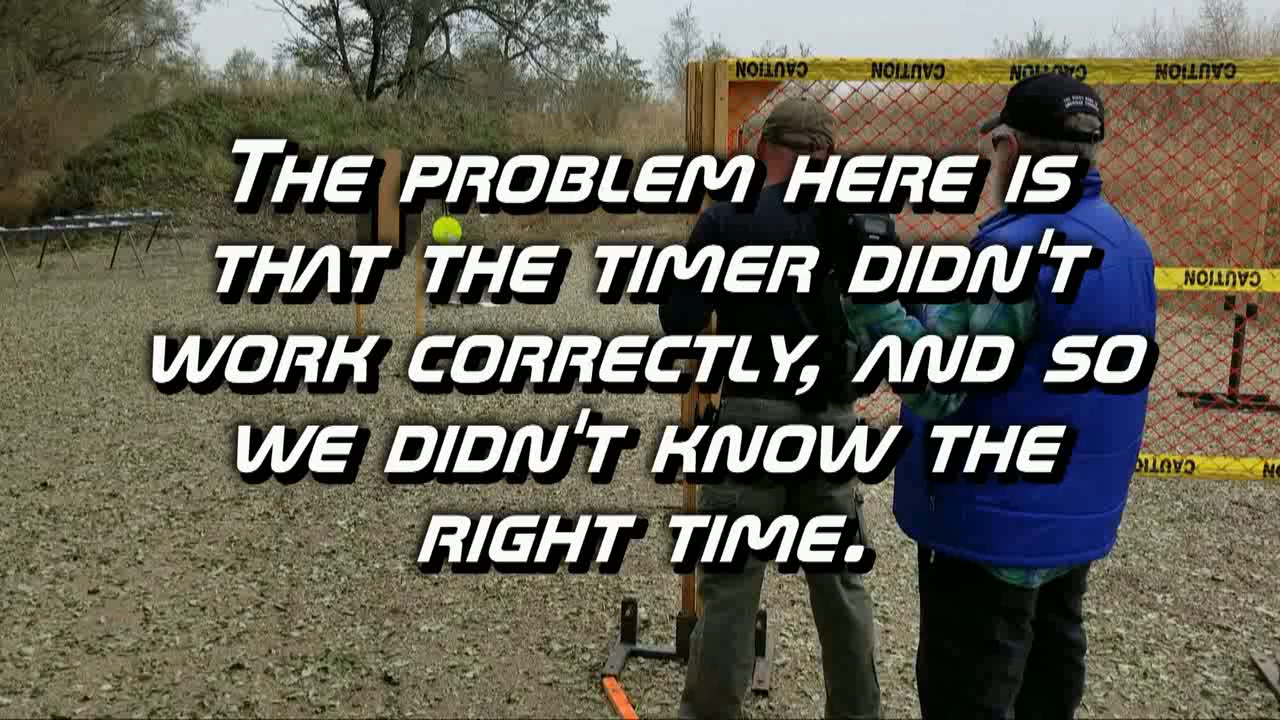 CAUTION CAUTION CAUTION CAUTION
The problem here is
that the timer didn't
CAUTION CAUTION
work correctly, and so
we didn't know the
CAUTION
right time.